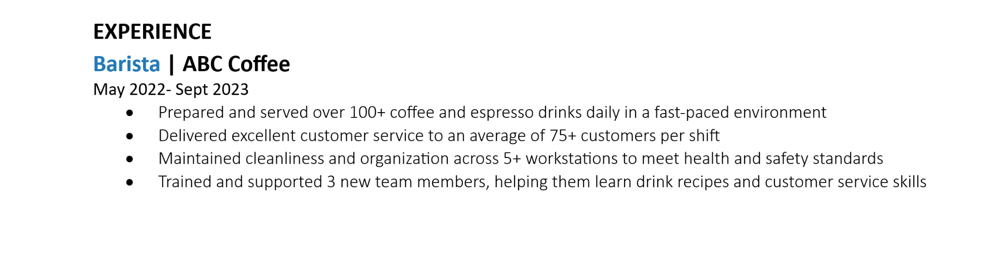 EXPERIENCE
Barista | ABC Coffee
May 2022- Sept 2023
• Prepared and served over 100+ coffee and espresso drinks daily in a fast-paced environment
• Delivered excellent customer service to an average of 75+ customers per shift
• Maintained cleanliness and organization across 5+ workstations to meet health and safety standards
• Trained and supported 3 new team members, helping them learn drink recipes and customer service skills